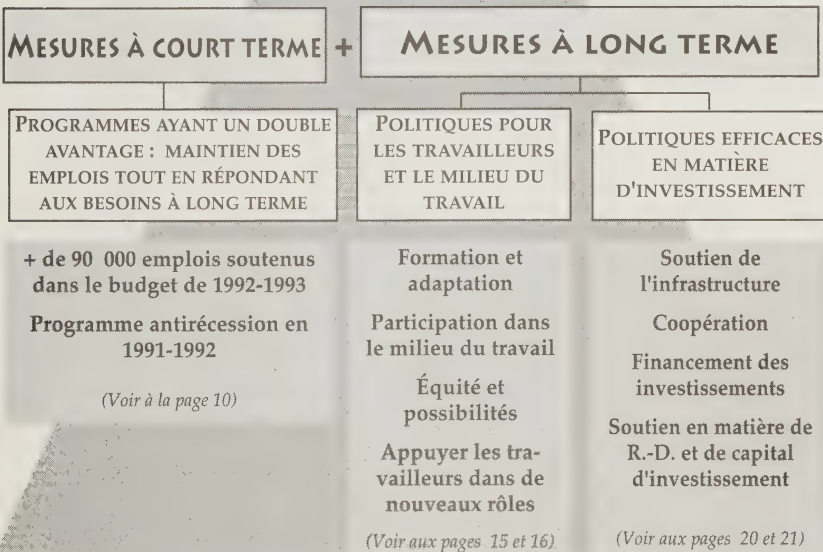 MESURES À COURT TERME + MESURES À LONG TERME
PROGRAMMES AYANT UN DOUBLE
AVANTAGE : MAINTIEN DES
EMPLOIS TOUT EN RÉPONDANT
AUX BESOINS À LONG TERME
+ de 90 000 emplois soutenus
dans le budget de 1992-1993
Programme antirécession en
1991-1992
(Voir à la page 10)
POLITIQUES POUR
LES TRAVAILLEURS
ET LE MILIEU DU
TRAVAIL
Formation et
adaptation
Participation dans
le milieu du travail
Équité et
possibilités
Appuyer les tra-
vailleurs dans de
nouveaux rôles
(Voir aux pages 15 et 16)
POLITIQUES EFFICACES
EN MATIÈRE
D'INVESTISSEMENT
Soutien de
l'infrastructure
Coopération
Financement des
investissements
Soutien en matière de
R.-D. et de capital
d'investissement
(Voir aux pages 20 et 21)